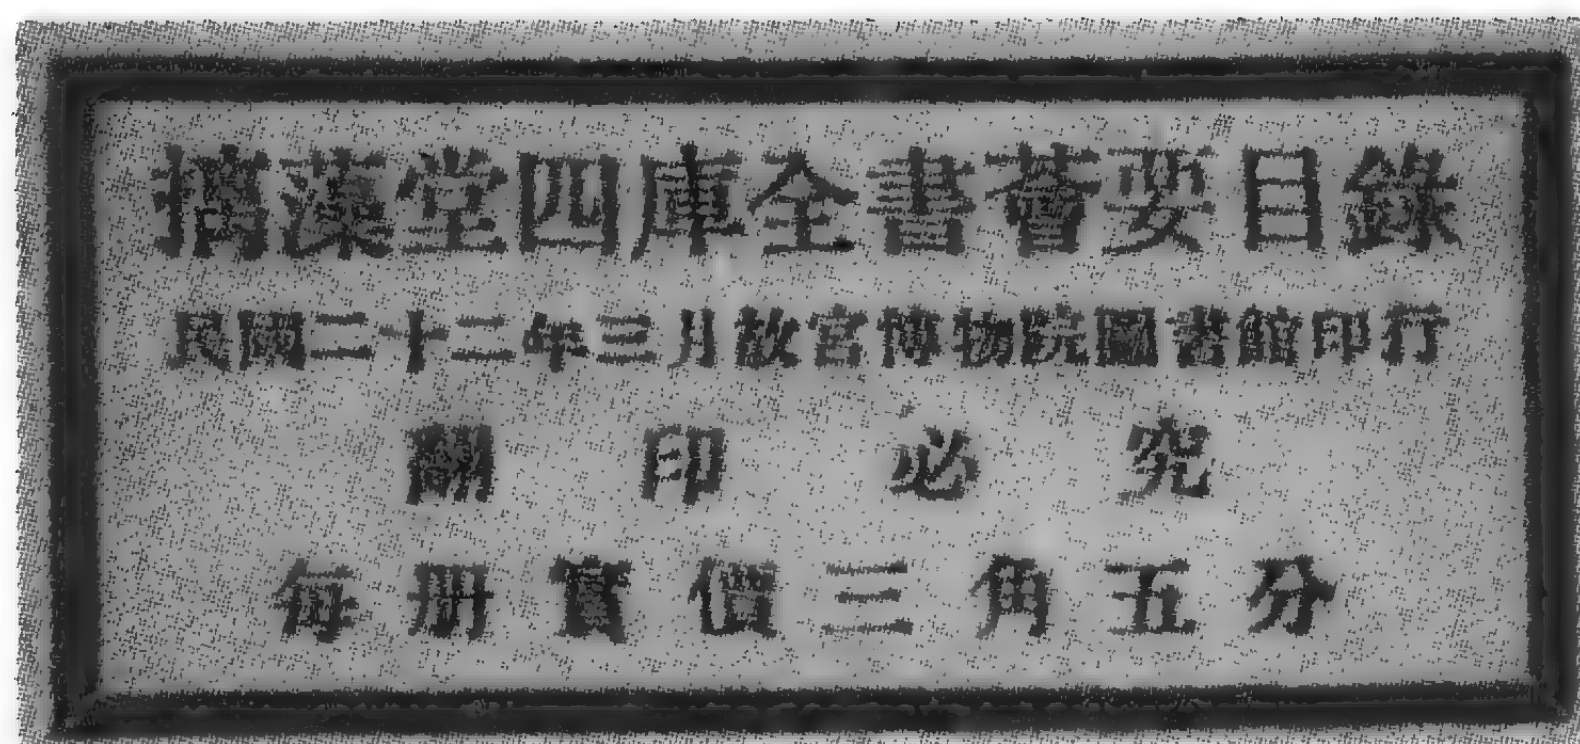 摛藻堂四庫全書薈要目錄
民國二十二年三月故宮博物院圖書館印行
翻印必究
每册實價三角五分